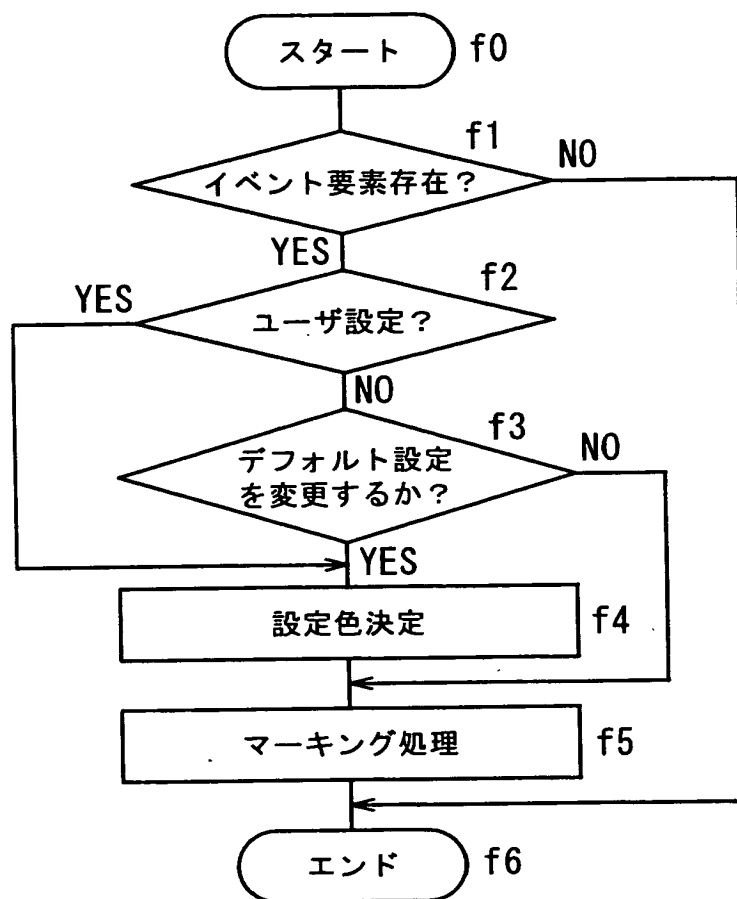 スタート
f0
f1
NO
イベント要素存在？
YES
f2
YES
ユーザ設定？
NO
f3
NO
デフォルト設定
を変更するか？
YES
設定色決定
f4
マーキング処理
f5
エンド
f6